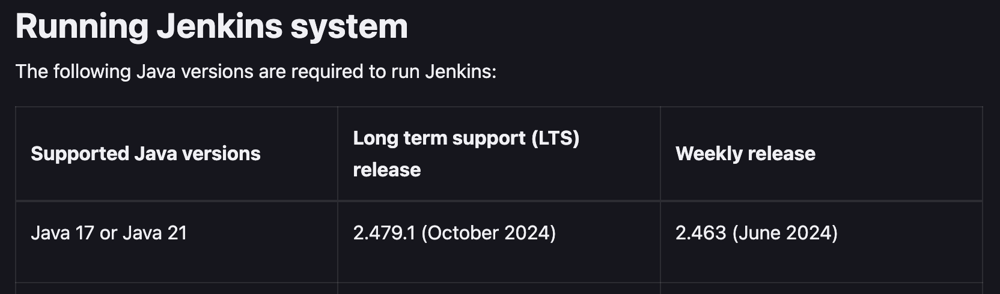 Running Jenkins system
The following Java versions are required to run Jenkins:
Supported Java versions
Long term support (LTS)
release
Weekly release
Java 17 or Java 21
2.479.1 (October 2024)
2.463 (June 2024)